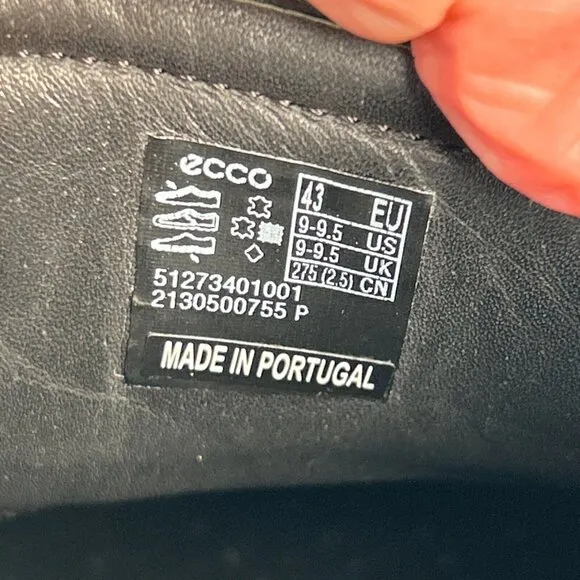 ecco
43 EU
9-9.5 US
9-9.5 UK
275 (2.5) CN
51273401001
2130500755 P
MADE IN PORTUGAL